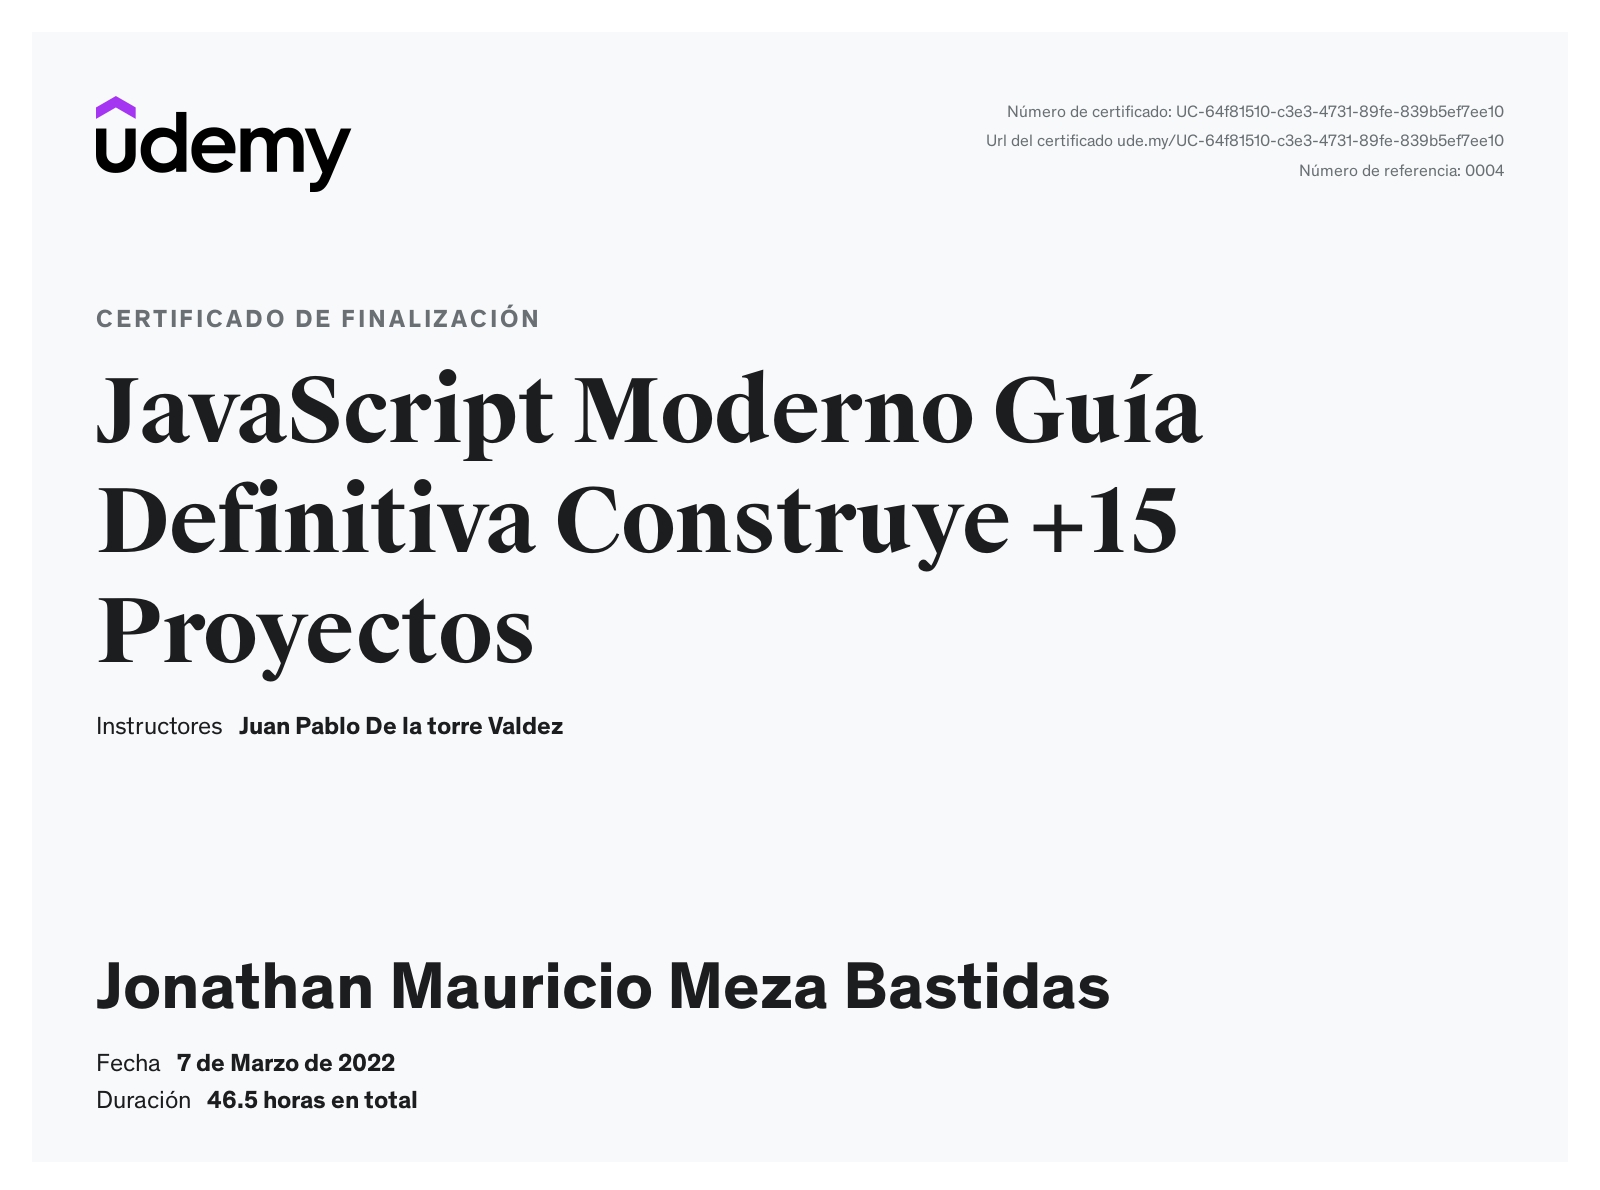 udemy
Número de certificado: UC-64f81510-c3e3-4731-89fe-839b5ef7ee10
Url del certificado ude.my/UC-64f81510-c3e3-4731-89fe-839b5ef7ee10
Número de referencia: 0004
CERTIFICADO DE FINALIZACIÓN
JavaScript Moderno Guía
Definitiva Construye +15
Proyectos
Instructores Juan Pablo De la torre Valdez
Jonathan Mauricio Meza Bastidas
Fecha 7 de Marzo de 2022
Duración 46.5 horas en total